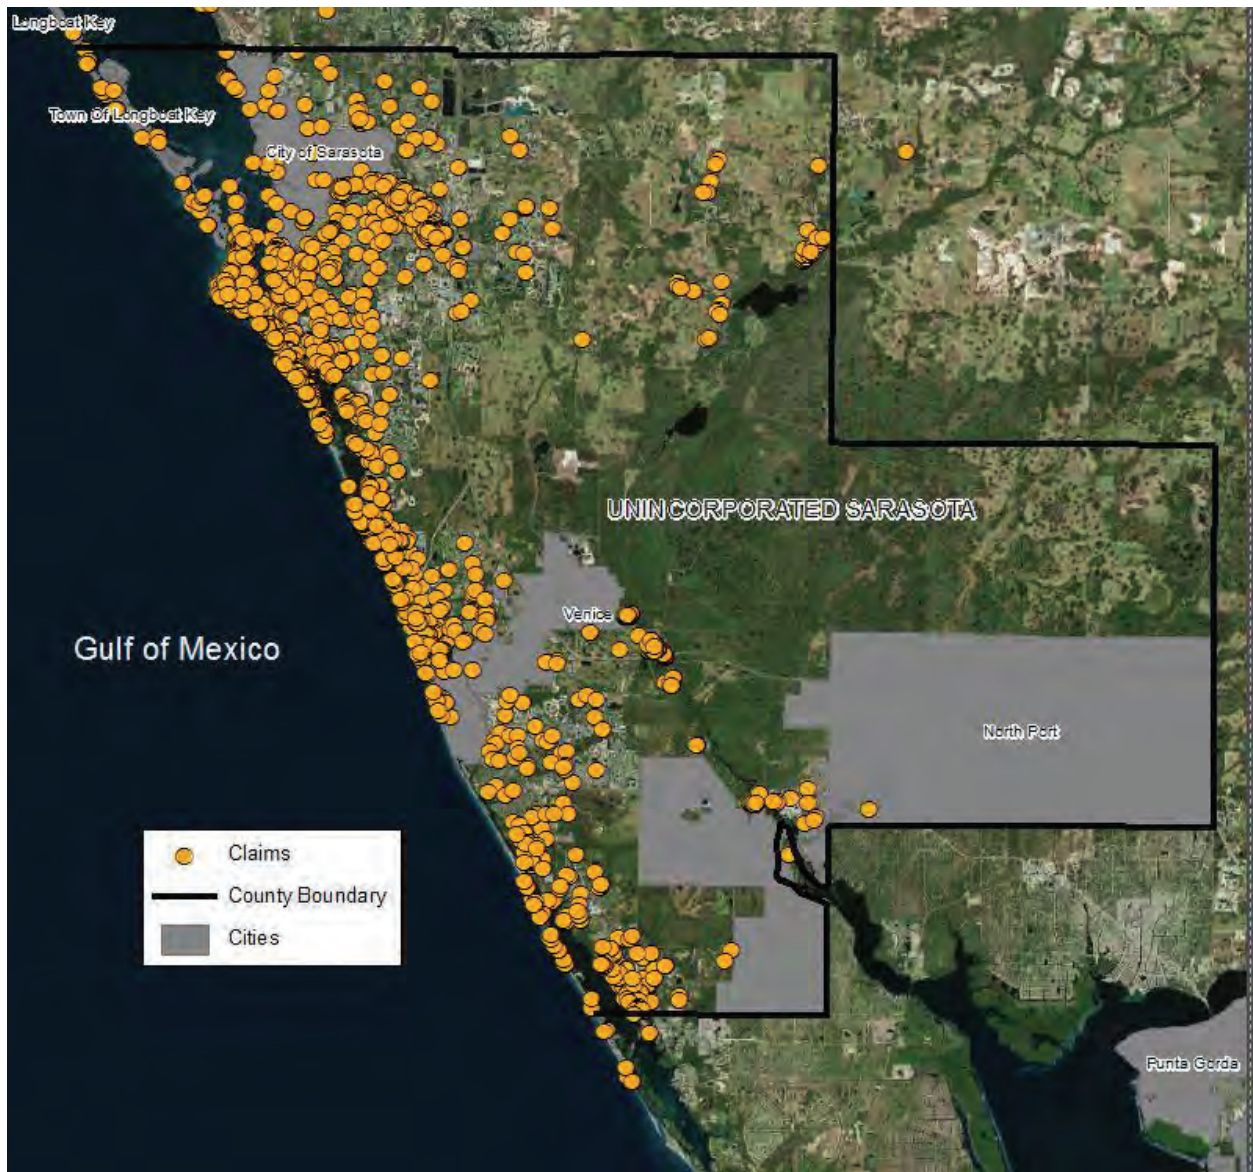 Longboat Key
Town Of Longboat Key
City of Sarasota
UNINCORPORATED SARASOTA
Venice
Gulf of Mexico
North Port
Claims
County Boundary
Cities
Punta Gorda